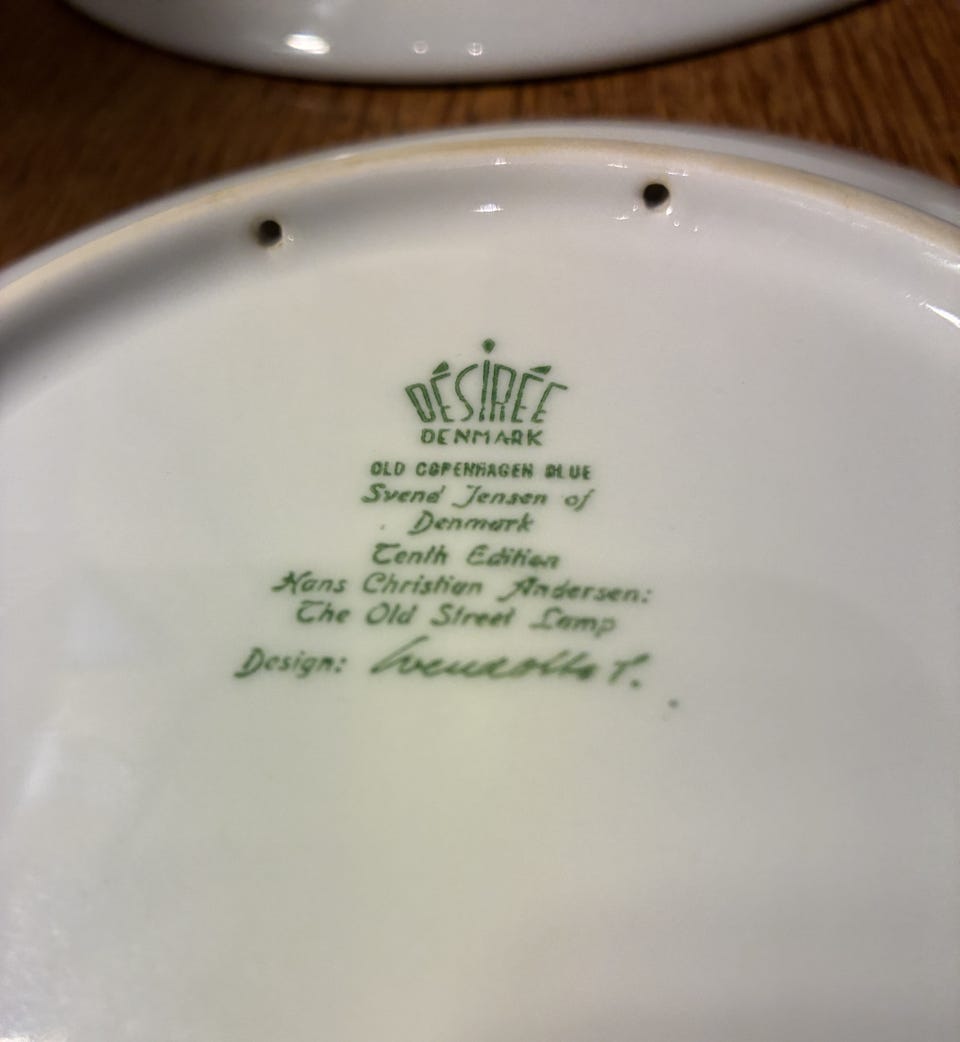 DÉSIRÉE
DENMARK
OLD COPENHAGEN BLUE
Svend Jensen of
Denmark
Tenth Edition
Hans Christian Andersen:
The Old Street Lamp
Design: